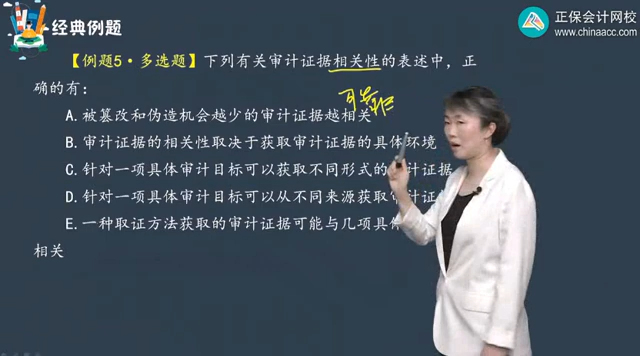 经典例题
正保会计网校
www.chinaacc.com
【例题5·多选题】下列有关审计证据相关性的表述中，正
确的有：
A.被篡改和伪造机会越少的审计证据越相关
可靠性
B.审计证据的相关性取决于获取审计证据的具体环境
C.针对一项具体审计目标可以获取不同形式的审计证据
D.针对一项具体审计目标可以从不同来源获取审计证
E.一种取证方法获取的审计证据可能与几项具体
相关